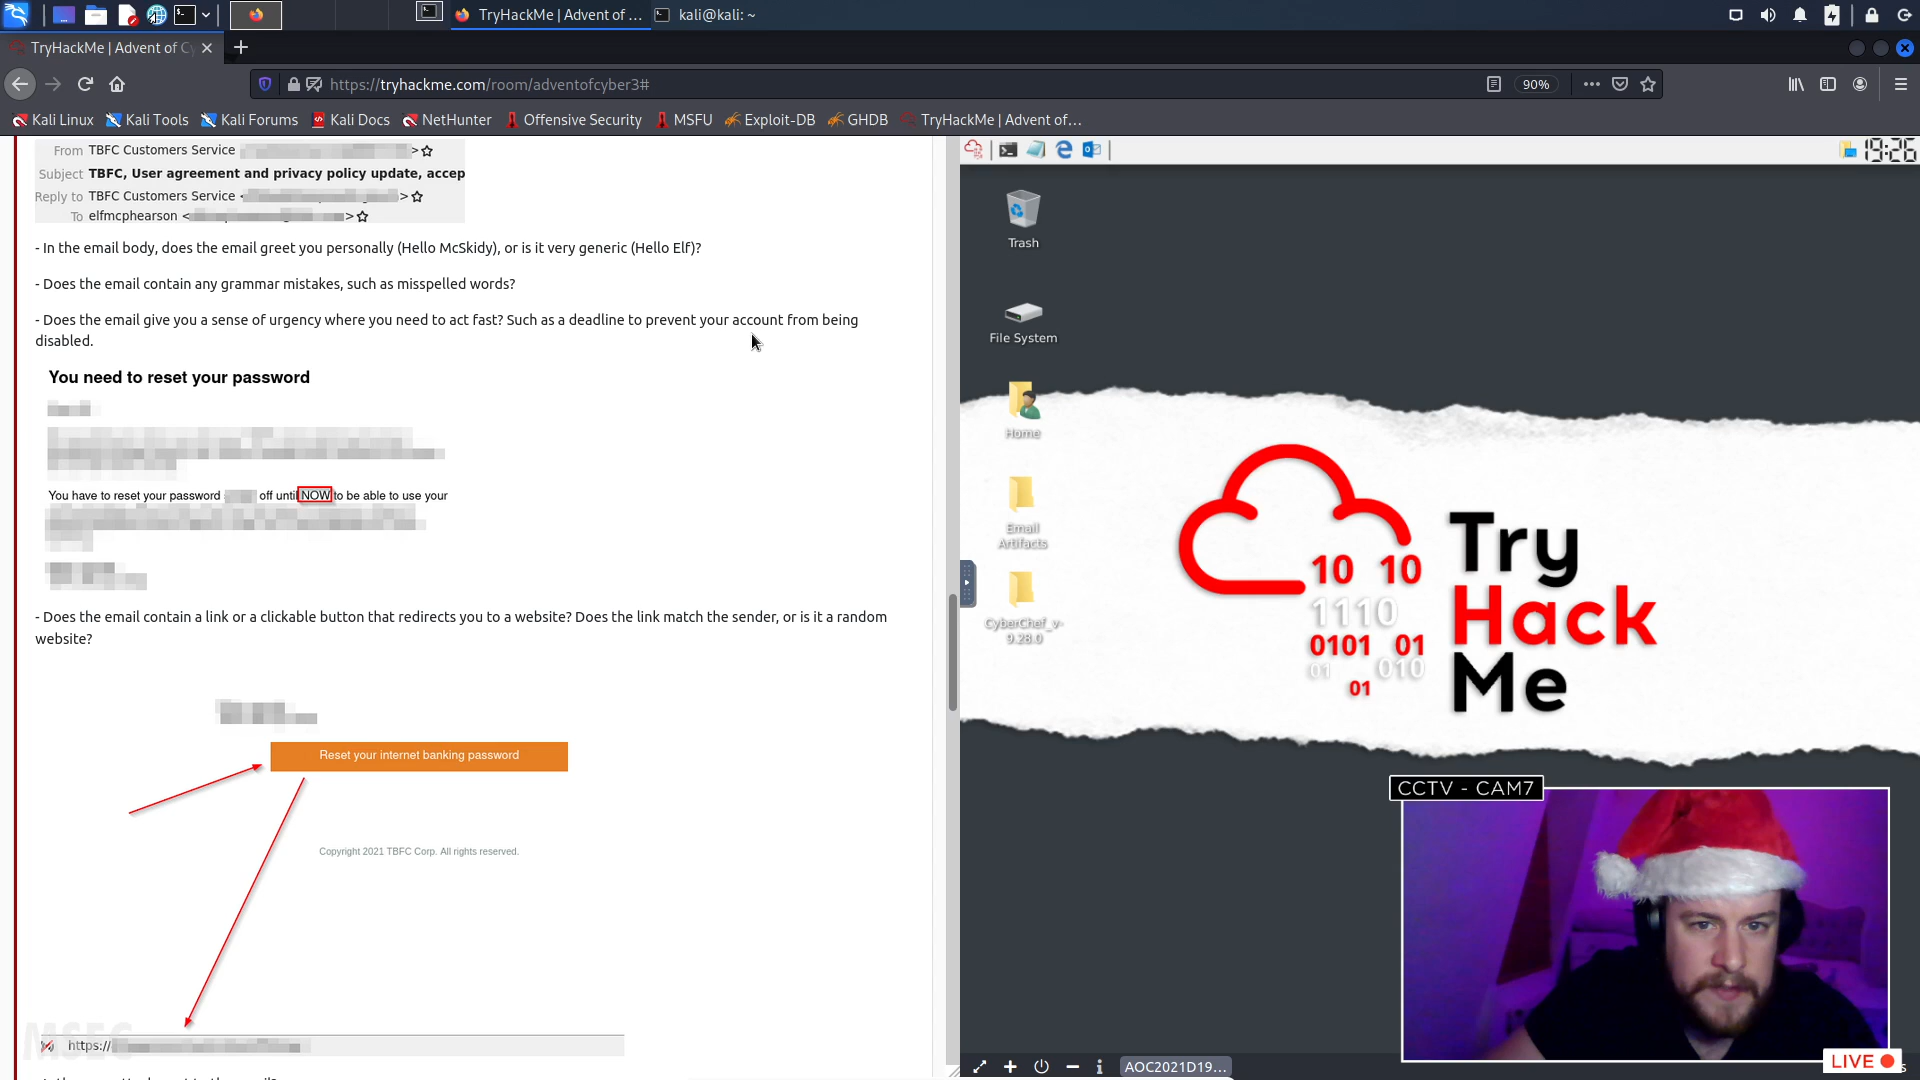 TryHackMe | Advent of ...
kali@kali: ~
TryHackMe | Advent of Cy
https://tryhackme.com/room/adventofcyber3#
90%
Kali Linux
Kali Tools
Kali Forums
Kali Docs
NetHunter
Offensive Security
MSFU
Exploit-DB
GHDB
TryHackMe | Advent of...
From TBFC Customers Service >
Subject TBFC, User agreement and privacy policy update, accep
Reply to TBFC Customers Service < >
To elfmcphearson < >
- In the email body, does the email greet you personally (Hello McSkidy), or is it very generic (Hello Elf)?
- Does the email contain any grammar mistakes, such as misspelled words?
- Does the email give you a sense of urgency where you need to act fast? Such as a deadline to prevent your account from being
disabled.
You need to reset your password
You have to reset your password off until NOW to be able to use your
- Does the email contain a link or a clickable button that redirects you to a website? Does the link match the sender, or is it a random
website?
Reset your internet banking password
Copyright 2021 TBFC Corp. All rights reserved.
MSEC
https://
19:26
Trash
File System
Home
Email
Artifacts
CyberChef_v-
9.28.0
10 10
1110
0101 01
01 010
01
Try
Hack
Me
CCTV - CAM7
LIVE
AOC2021D19...